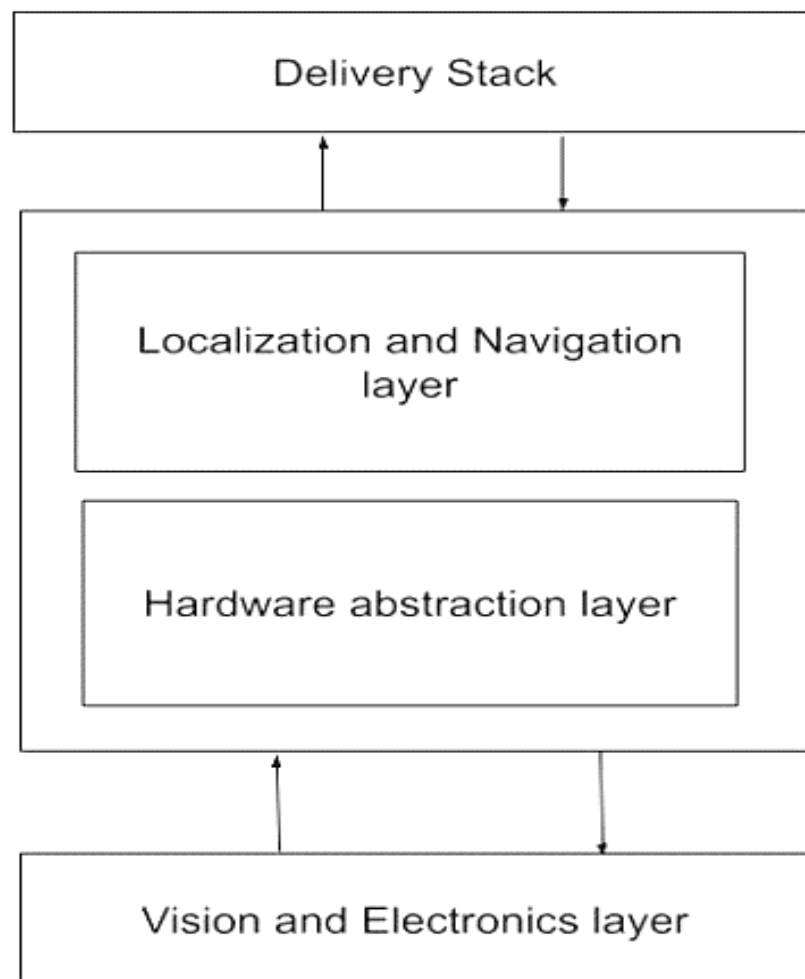 Delivery Stack
Localization and Navigation
layer
Hardware abstraction layer
Vision and Electronics layer